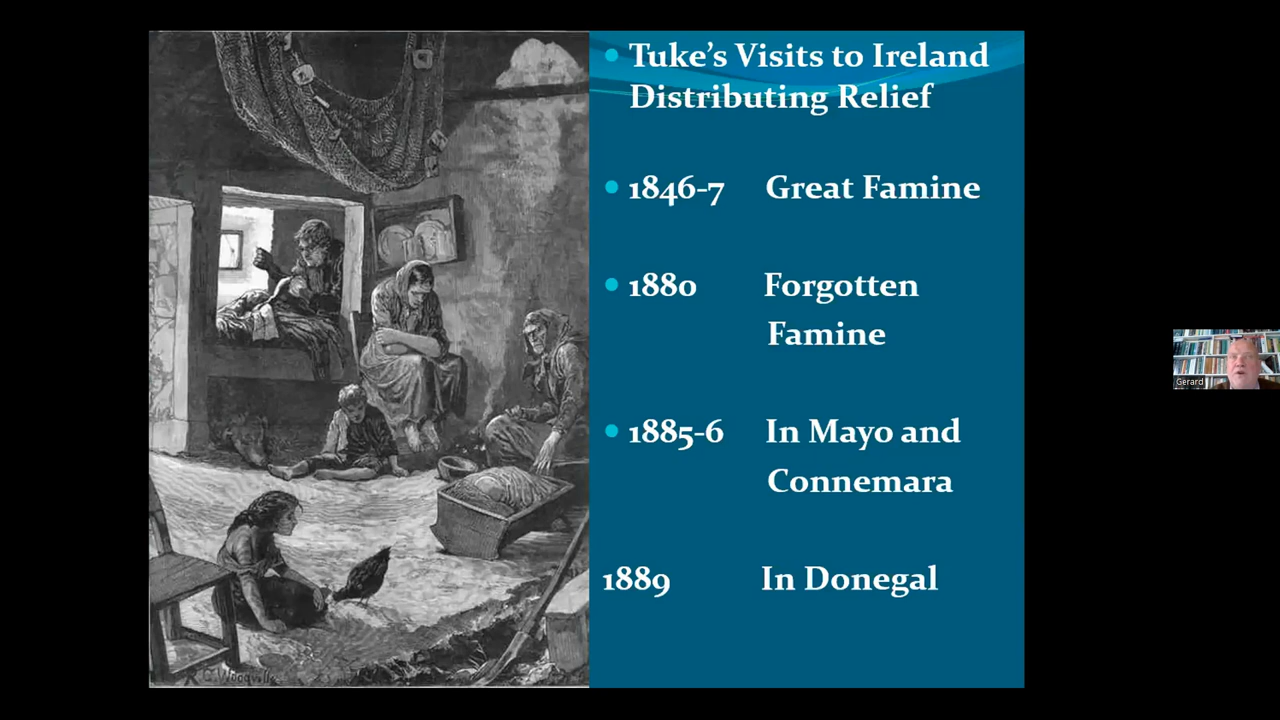 Tuke's Visits to Ireland
Distributing Relief
1846-7 Great Famine
1880 Forgotten
Famine
1885-6 In Mayo and
Connemara
1889 In Donegal
Gerard
C. Woodville